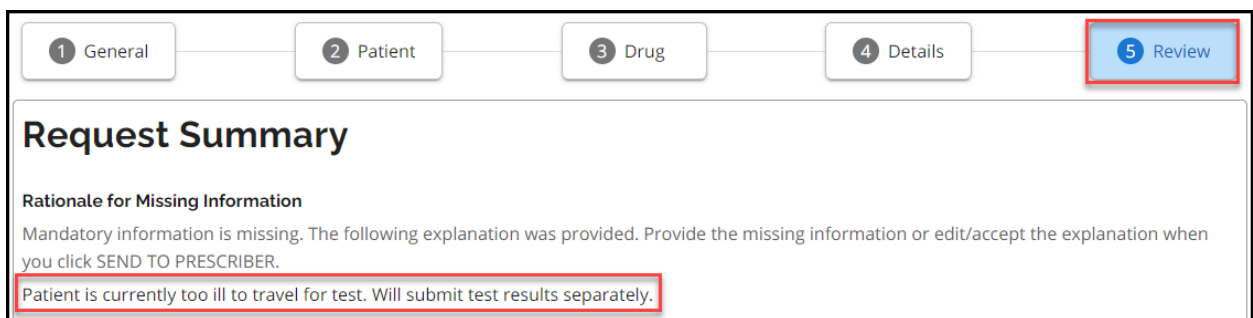 1 General 2 Patient 3 Drug 4 Details 5 Review
Request Summary
Rationale for Missing Information
Mandatory information is missing. The following explanation was provided. Provide the missing information or edit/accept the explanation when
you click SEND TO PRESCRIBER.
Patient is currently too ill to travel for test. Will submit test results separately.